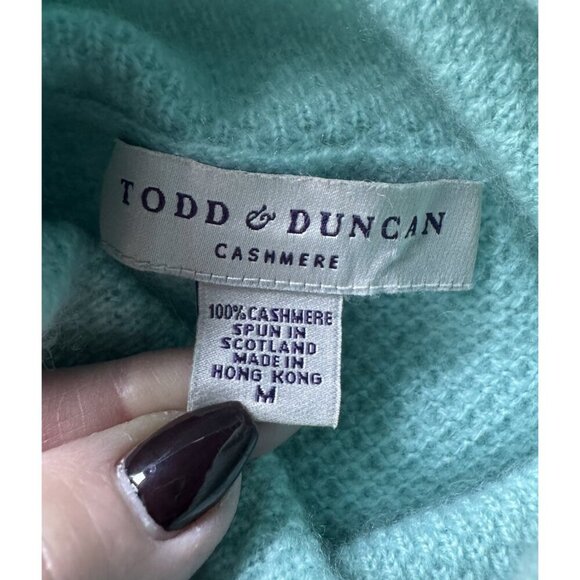 TODD & DUNCAN
CASHMERE
100% CASHMERE
SPUN IN
SCOTLAND
MADE IN
HONG KONG
M